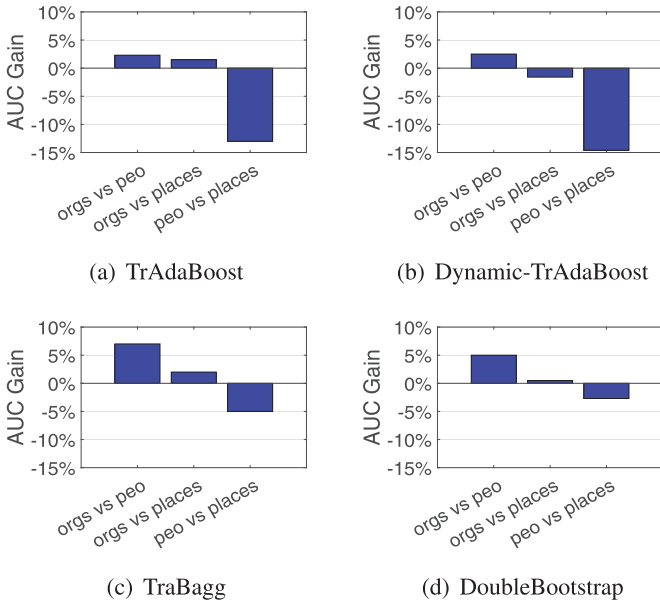 10%
5%
0%
-5%
-10%
-15%
AUC Gain
orgs vs peo
orgs vs places
peo vs places
(a) TrAdaBoost
10%
5%
0%
-5%
-10%
-15%
AUC Gain
orgs vs peo
orgs vs places
peo vs places
(b) Dynamic-TrAdaBoost
10%
5%
0%
-5%
-10%
-15%
AUC Gain
orgs vs peo
orgs vs places
peo vs places
(c) TraBagg
10%
5%
0%
-5%
-10%
-15%
AUC Gain
orgs vs peo
orgs vs places
peo vs places
(d) DoubleBootstrap